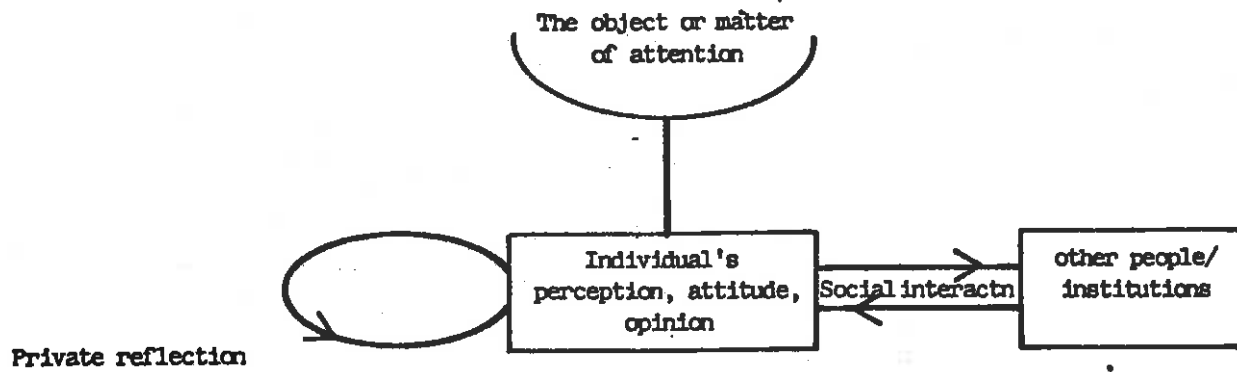 The object or matter
of attention
Individual's
perception, attitude,
opinion
Social interactn
other people/
institutions
Private reflection